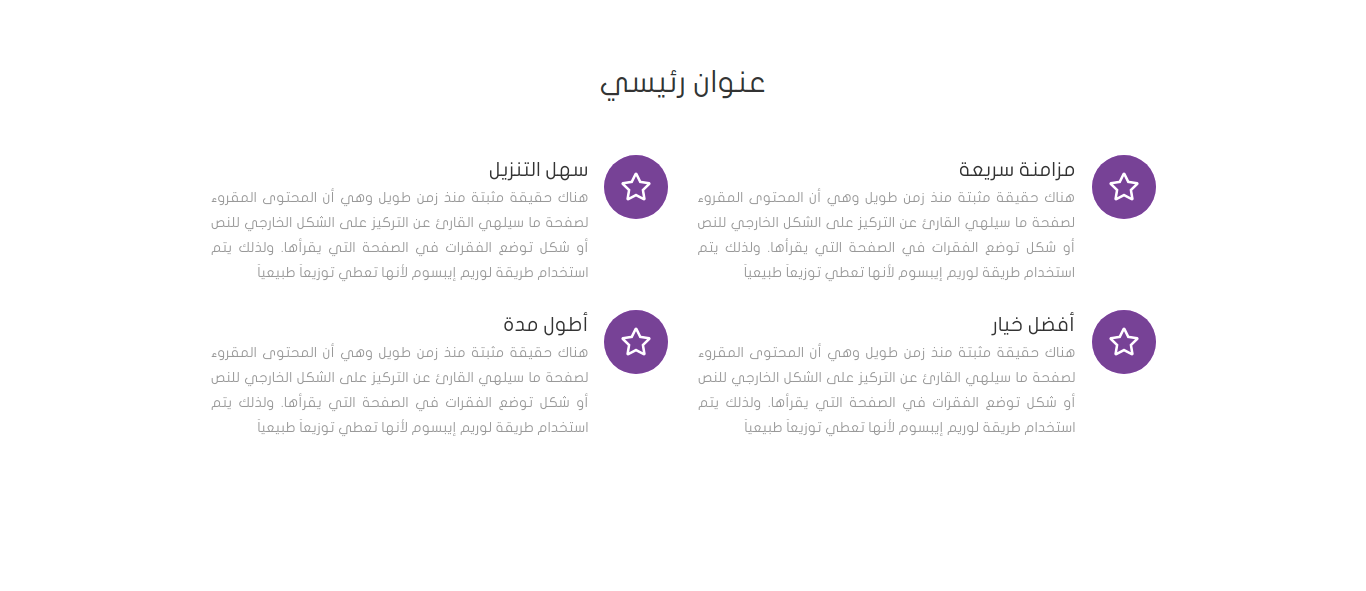 عنوان رئيسي
مزامنة سريعة
هناك حقيقة مثبتة منذ زمن طويل وهي أن المحتوى المقروء
لصفحة ما سيلهي القارئ عن التركيز على الشكل الخارجي للنص
أو شكل توضع الفقرات في الصفحة التي يقرأها. ولذلك يتم
استخدام طريقة لوريم إيبسوم لأنها تعطي توزيعاَ طبيعياَ
سهل التنزيل
هناك حقيقة مثبتة منذ زمن طويل وهي أن المحتوى المقروء
لصفحة ما سيلهي القارئ عن التركيز على الشكل الخارجي للنص
أو شكل توضع الفقرات في الصفحة التي يقرأها. ولذلك يتم
استخدام طريقة لوريم إيبسوم لأنها تعطي توزيعاَ طبيعياَ
أفضل خيار
هناك حقيقة مثبتة منذ زمن طويل وهي أن المحتوى المقروء
لصفحة ما سيلهي القارئ عن التركيز على الشكل الخارجي للنص
أو شكل توضع الفقرات في الصفحة التي يقرأها. ولذلك يتم
استخدام طريقة لوريم إيبسوم لأنها تعطي توزيعاَ طبيعياَ
أطول مدة
هناك حقيقة مثبتة منذ زمن طويل وهي أن المحتوى المقروء
لصفحة ما سيلهي القارئ عن التركيز على الشكل الخارجي للنص
أو شكل توضع الفقرات في الصفحة التي يقرأها. ولذلك يتم
استخدام طريقة لوريم إيبسوم لأنها تعطي توزيعاَ طبيعياَ